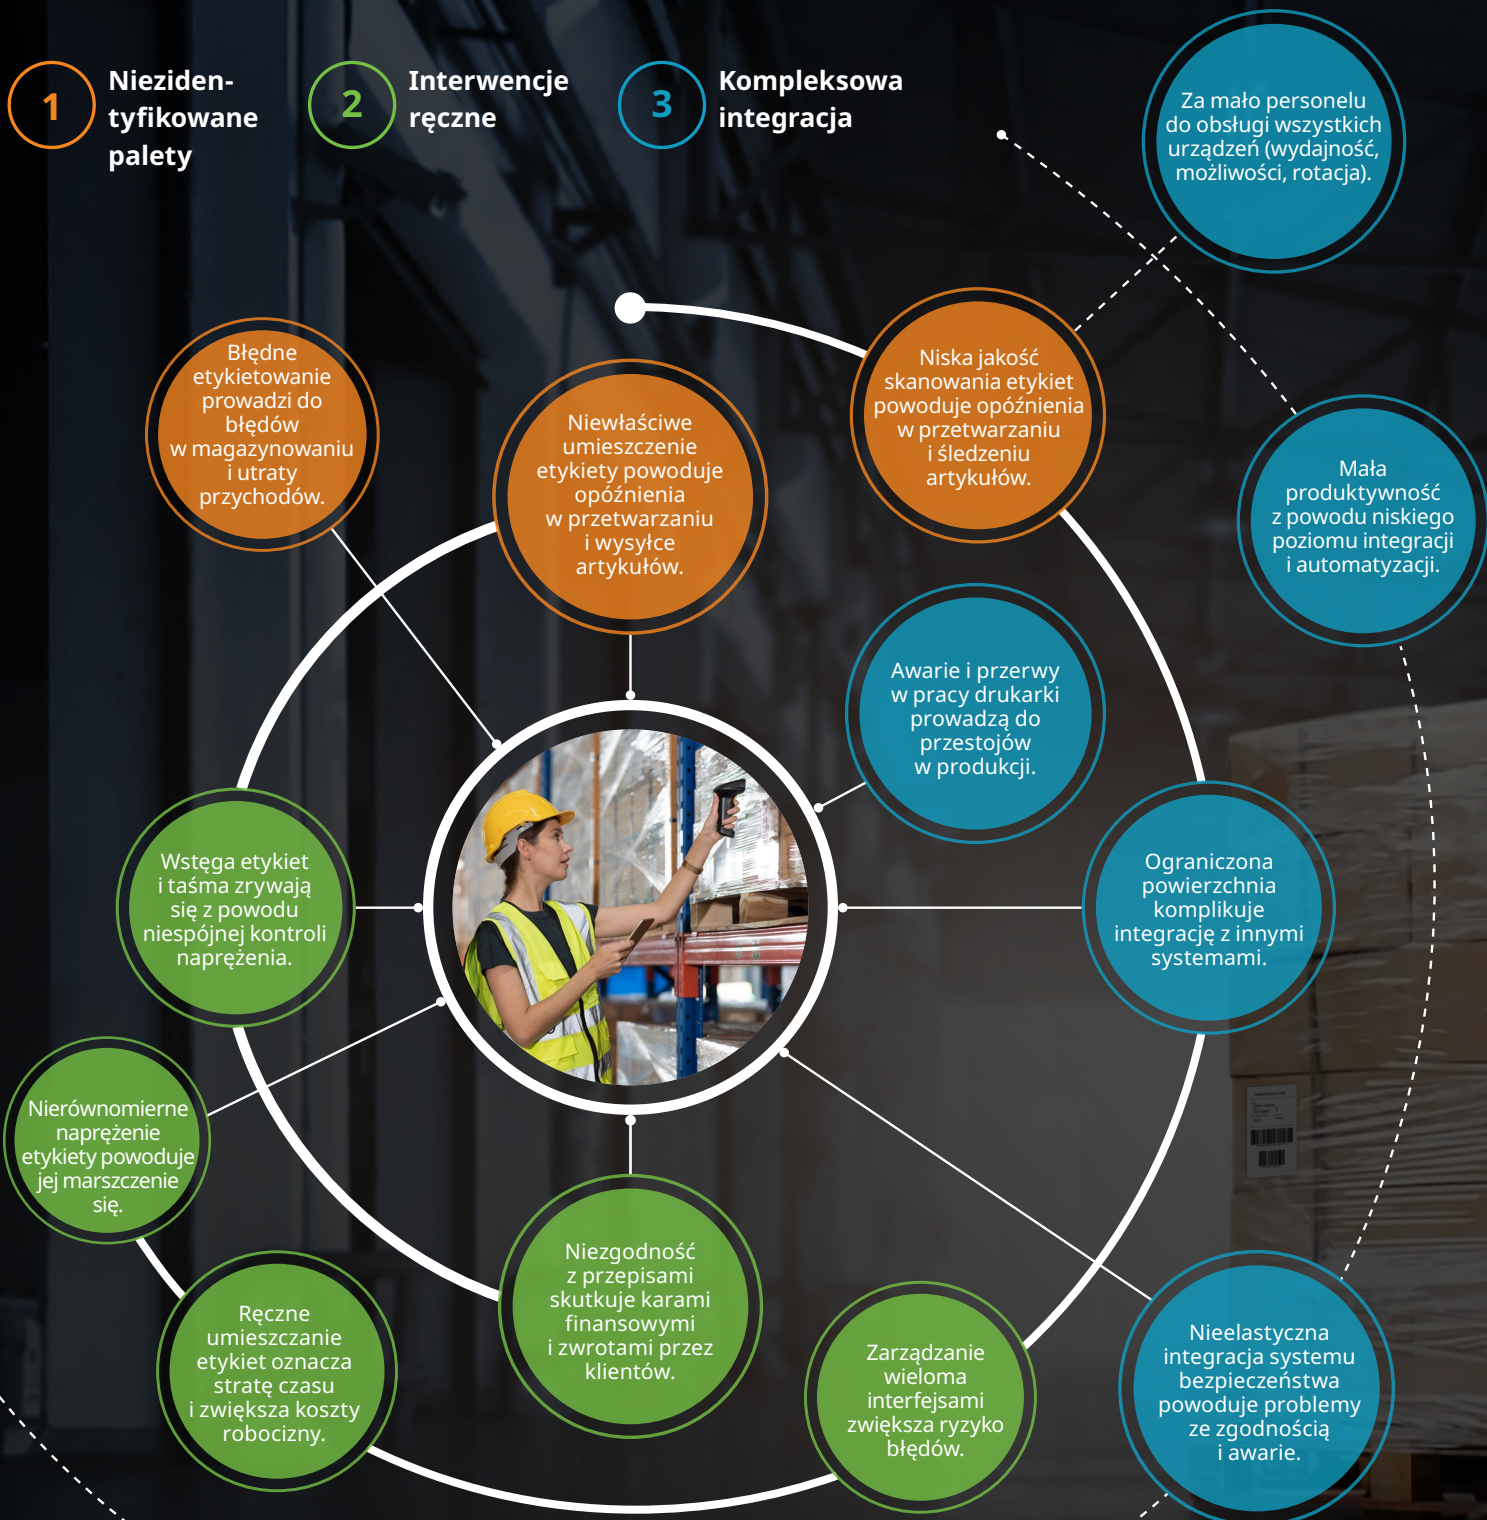 1
Nieziden-
tyfikowane
palety
2
Interwencje
ręczne
3
Kompleksowa
integracja
Za mało personelu
do obsługi wszystkich
urządzeń (wydajność,
możliwości, rotacja).
Błędne
etykietowanie
prowadzi do
błędów
w magazynowaniu
i utraty
przychodów.
Niewłaściwe
umieszczenie
etykiety powoduje
opóźnienia
w przetwarzaniu
i wysyłce
artykułów.
Niska jakość
skanowania etykiet
powoduje opóźnienia
w przetwarzaniu
i śledzeniu
artykułów.
Mała
produktywność
z powodu niskiego
poziomu integracji
i automatyzacji.
Awarie i przerwy
w pracy drukarki
prowadzą do
przestojów
w produkcji.
Wstęga etykiet
i taśma zrywają
się z powodu
niespójnej kontroli
naprężenia.
Ograniczona
powierzchnia
komplikuje
integrację z innymi
systemami.
Nierównomierne
naprężenie
etykiety powoduje
jej marszczenie
się.
Ręczne
umieszczanie
etykiet oznacza
stratę czasu
i zwiększa koszty
robocizny.
Niezgodność
z przepisami
skutkuje karami
finansowymi
i zwrotami przez
klientów.
Zarządzanie
wieloma
interfejsami
zwiększa ryzyko
błędów.
Nieelastyczna
integracja systemu
bezpieczeństwa
powoduje problemy
ze zgodnością
i awarie.